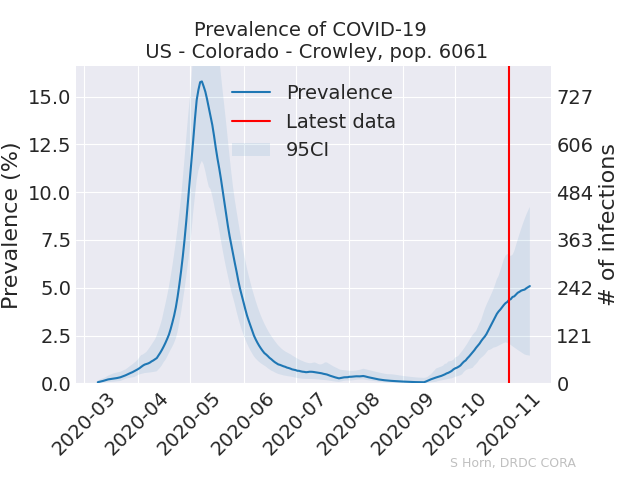 Prevalence of COVID-19
US - Colorado - Crowley, pop. 6061
Prevalence
Latest data
95CI
Prevalence (%)
15.0
12.5
10.0
7.5
5.0
2.5
0.0
727
606
484
363
242
121
0
# of infections
2020-03
2020-04
2020-05
2020-06
2020-07
2020-08
2020-09
2020-10
2020-11
S Horn, DRDC CORA